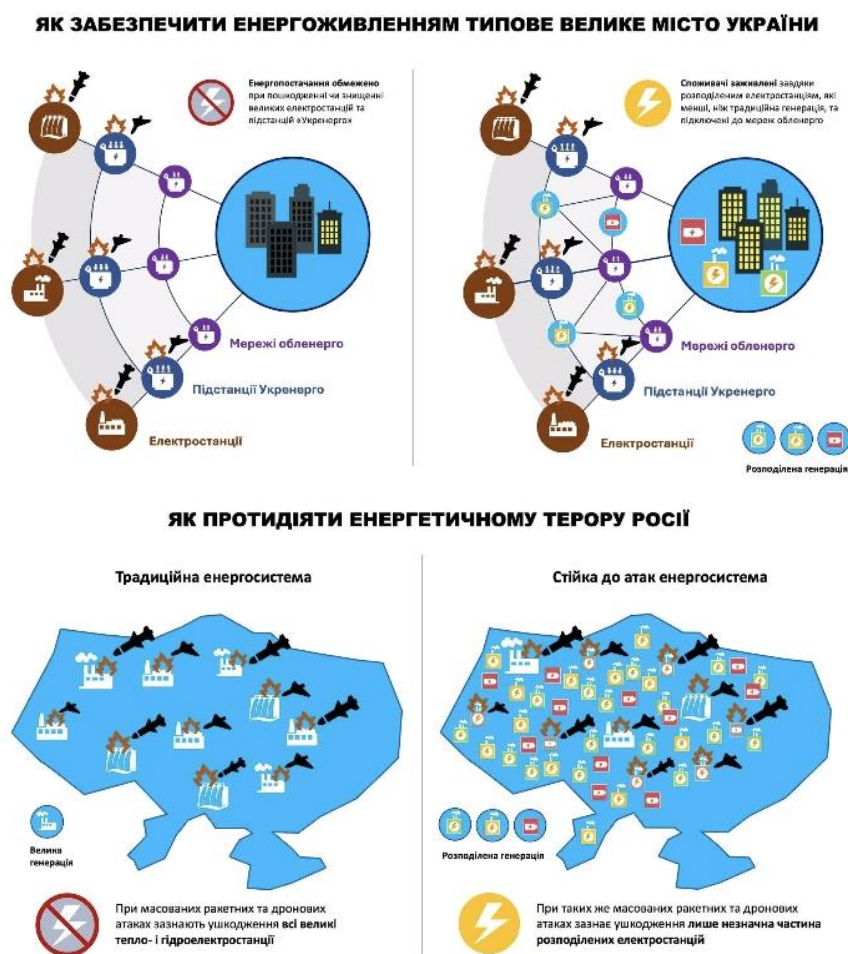 ЯК ЗАБЕЗПЕЧИТИ ЕНЕРГОЖИВЛЕННЯМ ТИПОВЕ ВЕЛИКЕ МІСТО УКРАЇНИ
Енергопостачання обмежено
при пошкодженні чи знищенні
великих електростанцій та
підстанцій «Укренерго»
Мережі обленерго
Підстанції Укренерго
Електростанції
Споживачі заживлені завдяки
розподіленим електростанціям, які
менші, ніж традиційна генерація, та
підключені до мереж обленерго
Мережі обленерго
Підстанції Укренерго
Електростанції
Розподілена генерація
ЯК ПРОТИДІЯТИ ЕНЕРГЕТИЧНОМУ ТЕРОРУ РОСІЇ
Традиційна енергосистема
Велика
генерація
При масованих ракетних та дронових
атаках зазнають ушкодження всі великі
тепло- і гідроелектростанції
Стійка до атак енергосистема
Розподілена генерація
При таких же масованих ракетних та дронових
атаках зазнає ушкодження лише незначна частина
розподілених електростанцій